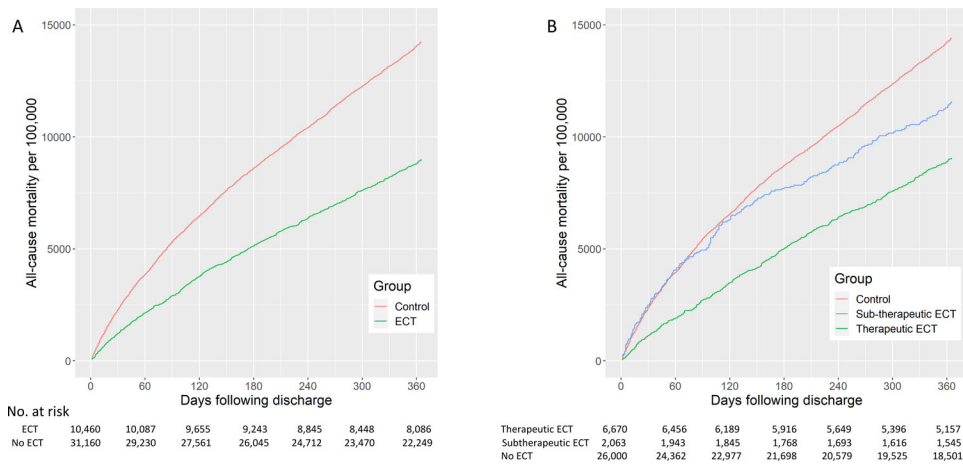 A
All-cause mortality per 100,000
15000
10000
5000
0
0 60 120 180 240 300 360
Days following discharge
Group
Control
ECT
No. at risk
ECT 10,460 10,087 9,655 9,243 8,845 8,448 8,086
No ECT 31,160 29,230 27,561 26,045 24,712 23,470 22,249
B
All-cause mortality per 100,000
15000
10000
5000
0
0 60 120 180 240 300 360
Days following discharge
Group
Control
Sub-therapeutic ECT
Therapeutic ECT
Therapeutic ECT 6,670 6,456 6,189 5,916 5,649 5,396 5,157
Subtherapeutic ECT 2,063 1,943 1,845 1,768 1,693 1,616 1,545
No ECT 26,000 24,362 22,977 21,698 20,579 19,525 18,501